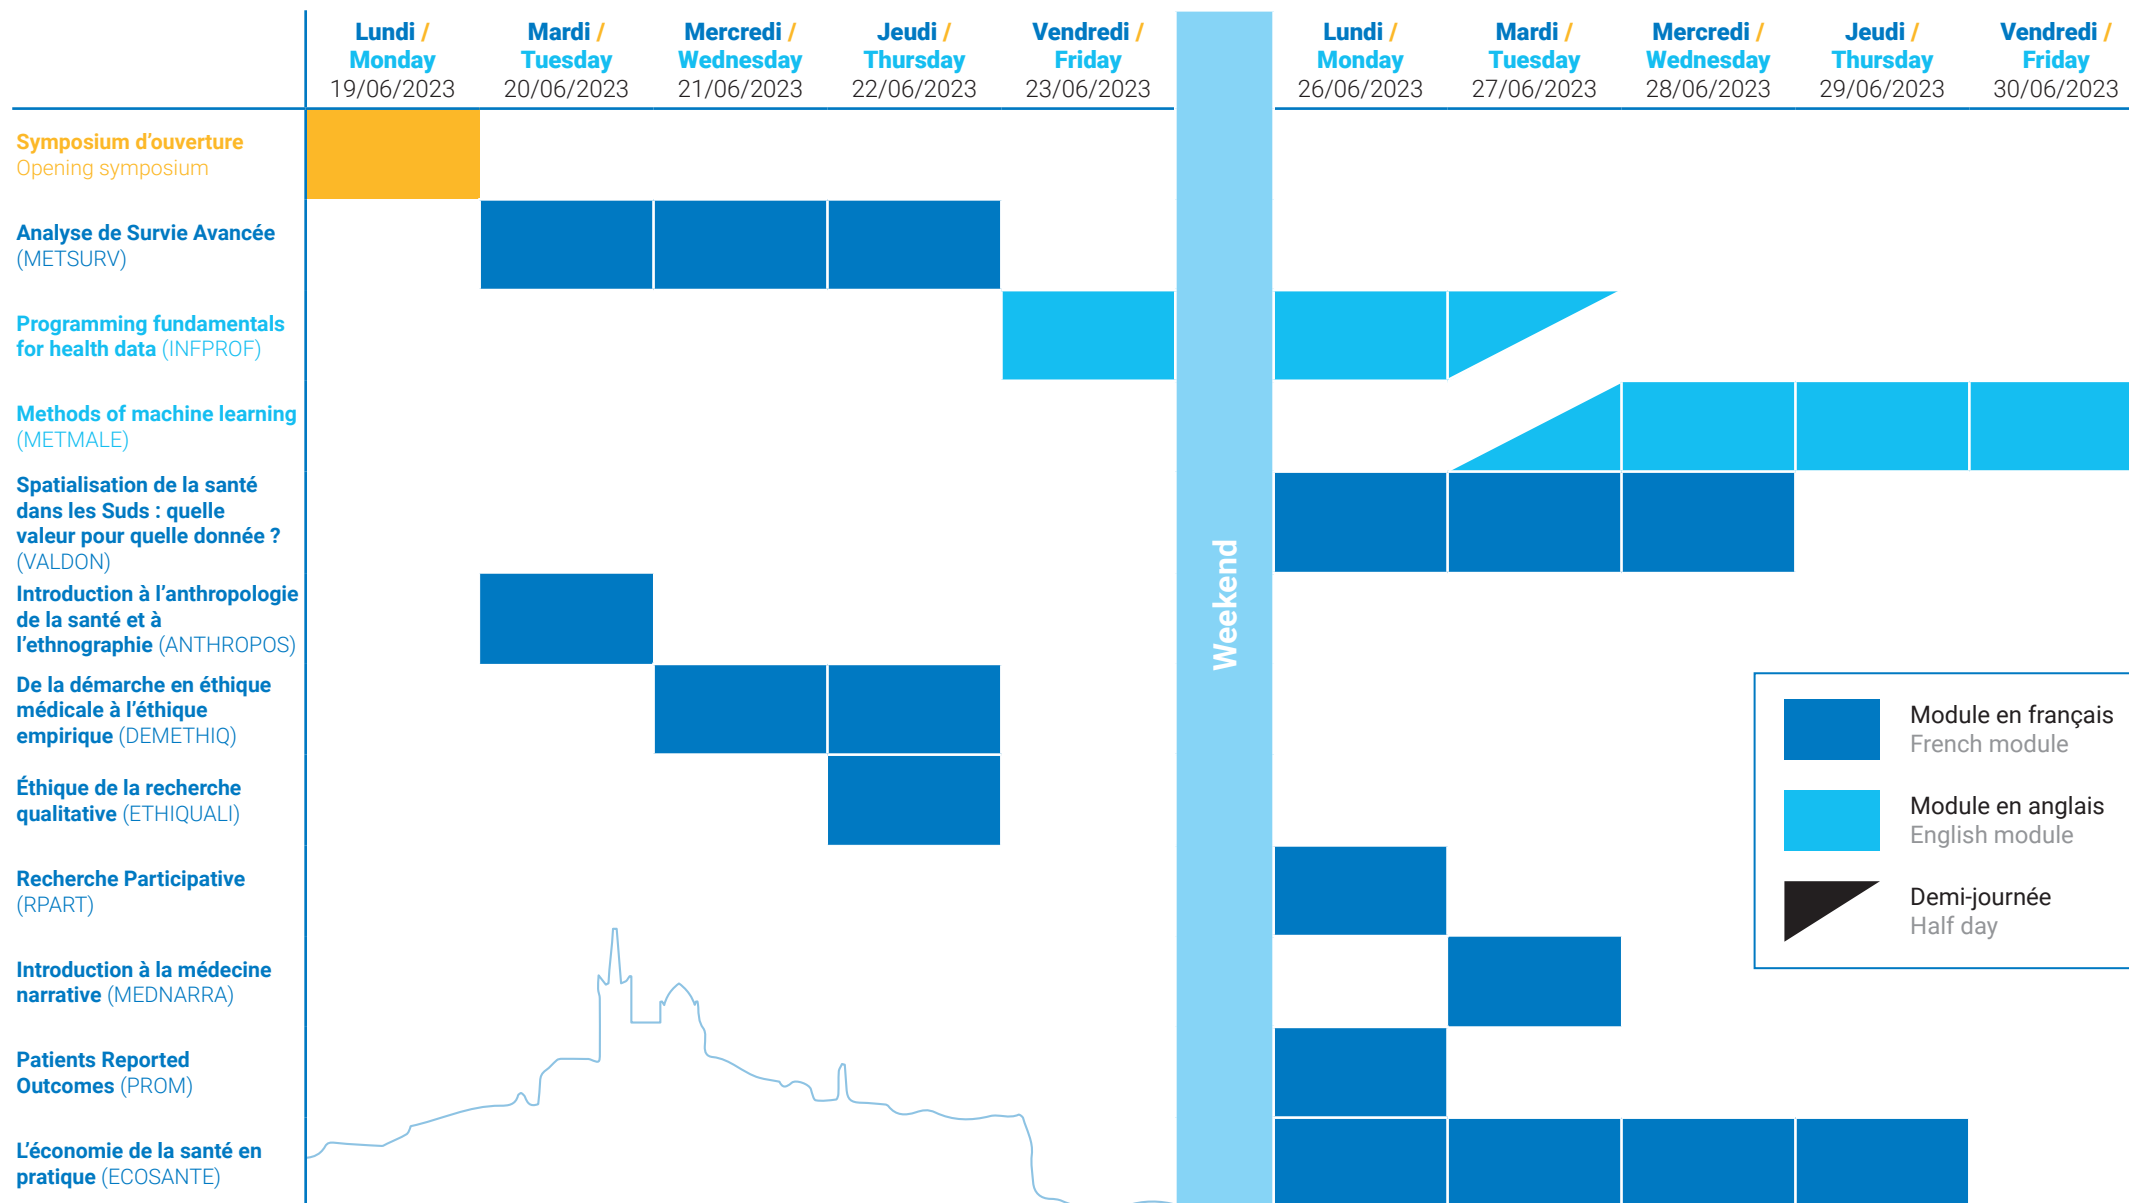 Lundi /
Monday
19/06/2023
Mardi /
Tuesday
20/06/2023
Mercredi /
Wednesday
21/06/2023
Jeudi /
Thursday
22/06/2023
Vendredi /
Friday
23/06/2023
Lundi /
Monday
26/06/2023
Mardi /
Tuesday
27/06/2023
Mercredi /
Wednesday
28/06/2023
Jeudi /
Thursday
29/06/2023
Vendredi /
Friday
30/06/2023
Symposium d'ouverture
Opening symposium
Analyse de Survie Avancée
(METSURV)
Programming fundamentals
for health data (INFPROF)
Methods of machine learning
(METMALE)
Spatialisation de la santé
dans les Suds : quelle
valeur pour quelle donnée ?
(VALDON)
Introduction à l'anthropologie
de la santé et à
l'ethnographie (ANTHROPOS)
De la démarche en éthique
médicale à l'éthique
empirique (DEMETHIQ)
Éthique de la recherche
qualitative (ETHIQUALI)
Recherche Participative
(RPART)
Introduction à la médecine
narrative (MEDNARRA)
Patients Reported
Outcomes (PROM)
L'économie de la santé en
pratique (ECOSANTE)
Weekend
Module en français
French module
Module en anglais
English module
Demi-journée
Half day